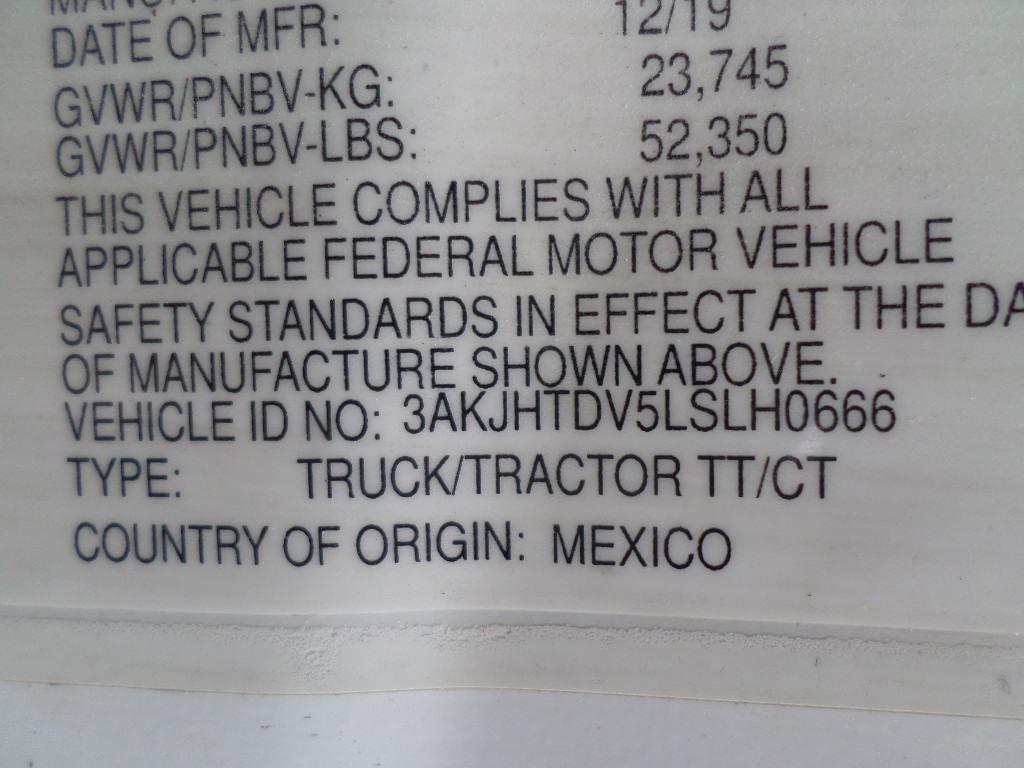 DATE OF MFR: 12/19
GVWR/PNBV-KG: 23,745
GVWR/PNBV-LBS: 52,350
THIS VEHICLE COMPLIES WITH ALL
APPLICABLE FEDERAL MOTOR VEHICLE
SAFETY STANDARDS IN EFFECT AT THE DA
OF MANUFACTURE SHOWN ABOVE.
VEHICLE ID NO: 3AKJHTDV5LSLH0666
TYPE: TRUCK/TRACTOR TT/CT
COUNTRY OF ORIGIN: MEXICO